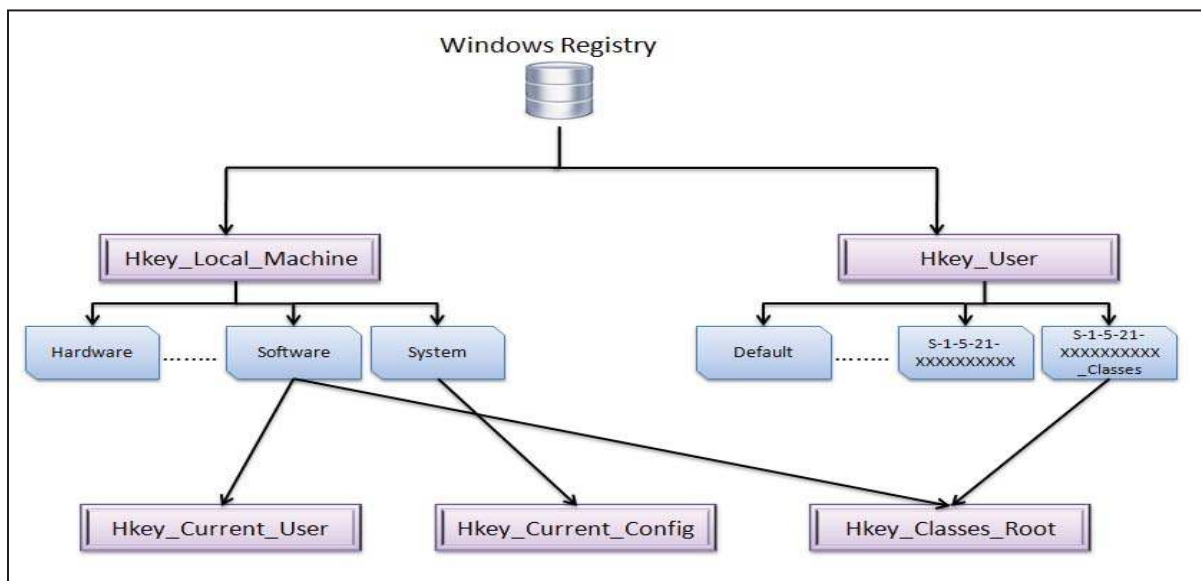 Windows Registry
Hkey_Local_Machine
Hkey_User
Hardware
........
Software
System
Default
........
S-1-5-21-
XXXXXXXXXX
S-1-5-21-
XXXXXXXXXX
_Classes
Hkey_Current_User
Hkey_Current_Config
Hkey_Classes_Root